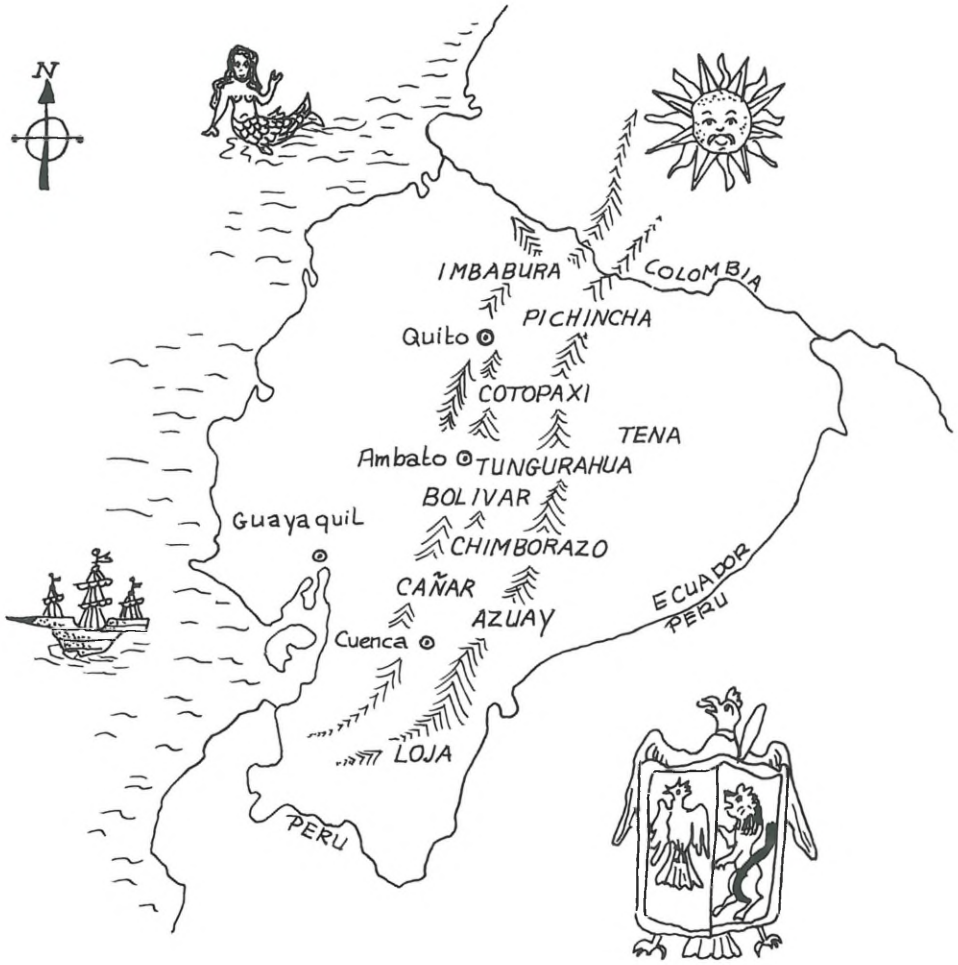 N
IMBABURA
COLOMBIA
PICHINCHA
Quito
COTOPAXI
TENA
Ambato
TUNGURAHUA
BOLIVAR
Guayaquil
CHIMBORAZO
CAÑAR
ECUADOR
PERU
AZUAY
Cuenca
LOJA
PERU